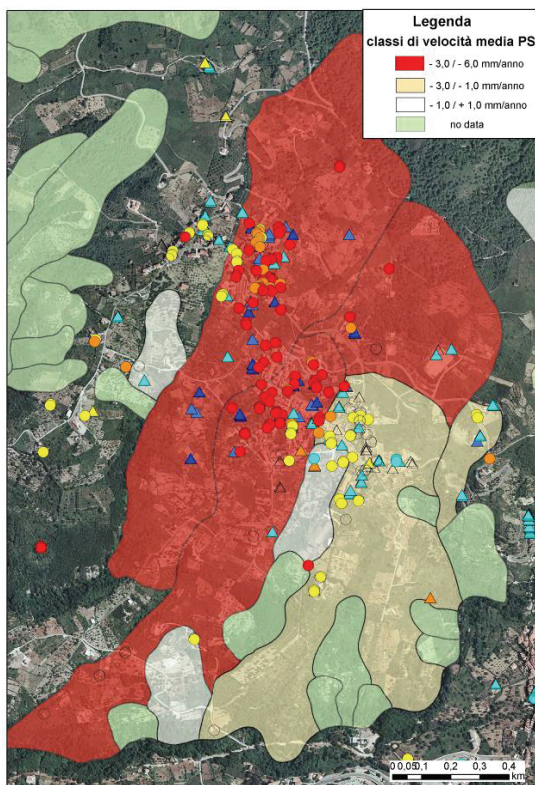 Legenda
classi di velocità media PS
- 3,0 / - 6,0 mm/anno
- 3,0 / - 1,0 mm/anno
- 1,0 / + 1,0 mm/anno
no data
0 0,05 0,1 0,2 0,3 0,4
km